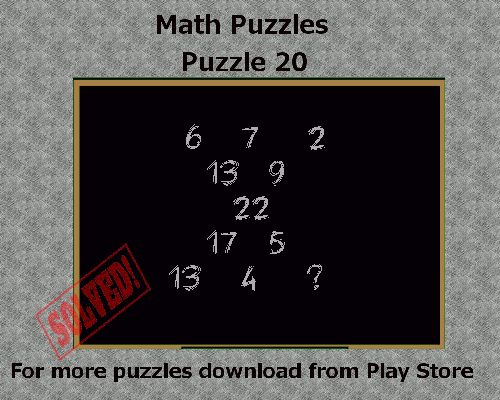 Math Puzzles
Puzzle 20
6 7 2
13 9
22
17 5
13 4 ?
SOLVED!
For more puzzles download from Play Store